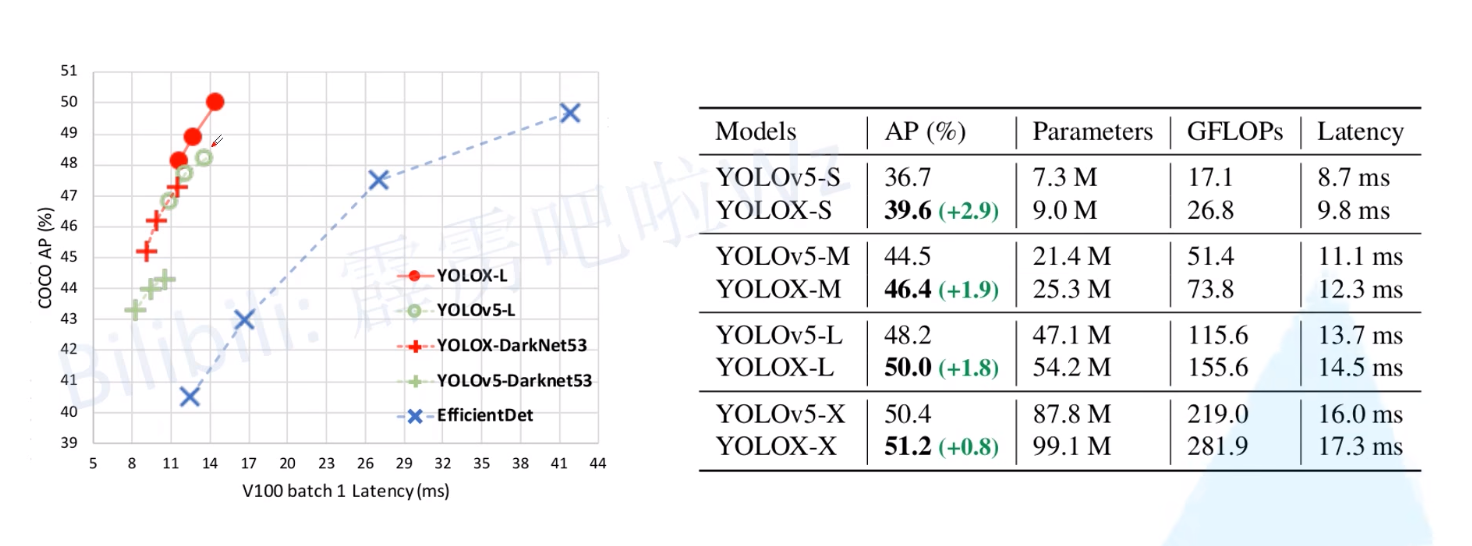 51
50
49
48
47
46
45
44
43
42
41
40
39
COCO AP (%)
5 8 11 14 17 20 23 26 29 32 35 38 41 44
V100 batch 1 Latency (ms)
YOLOX-L
YOLOv5-L
YOLOX-DarkNet53
YOLOv5-Darknet53
EfficientDet
Models AP (%) Parameters GFLOPs Latency
YOLOv5-S 36.7 7.3 M 17.1 8.7 ms
YOLOX-S 39.6 (+2.9) 9.0 M 26.8 9.8 ms
YOLOv5-M 44.5 21.4 M 51.4 11.1 ms
YOLOX-M 46.4 (+1.9) 25.3 M 73.8 12.3 ms
YOLOv5-L 48.2 47.1 M 115.6 13.7 ms
YOLOX-L 50.0 (+1.8) 54.2 M 155.6 14.5 ms
YOLOv5-X 50.4 87.8 M 219.0 16.0 ms
YOLOX-X 51.2 (+0.8) 99.1 M 281.9 17.3 ms
Bilibili: 霹雳吧啦Wz